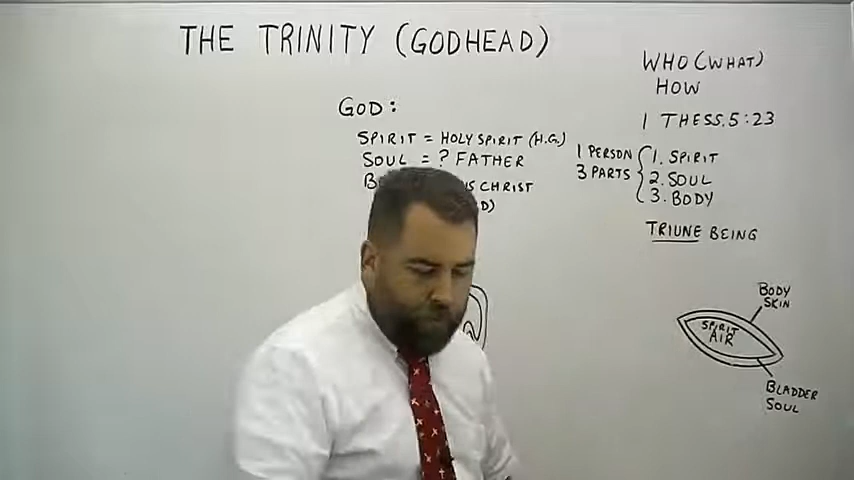 THE TRINITY (GODHEAD)
GOD:
SPIRIT = HOLY SPIRIT (H.G.)
SOUL = ? FATHER
CHRIST
WHO (WHAT)
HOW
1 THESS. 5:23
1 PERSON
3 PARTS
1. SPIRIT
2. SOUL
3. BODY
TRIUNE BEING
BODY
SKIN
SPIRIT
AIR
BLADDER
SOUL